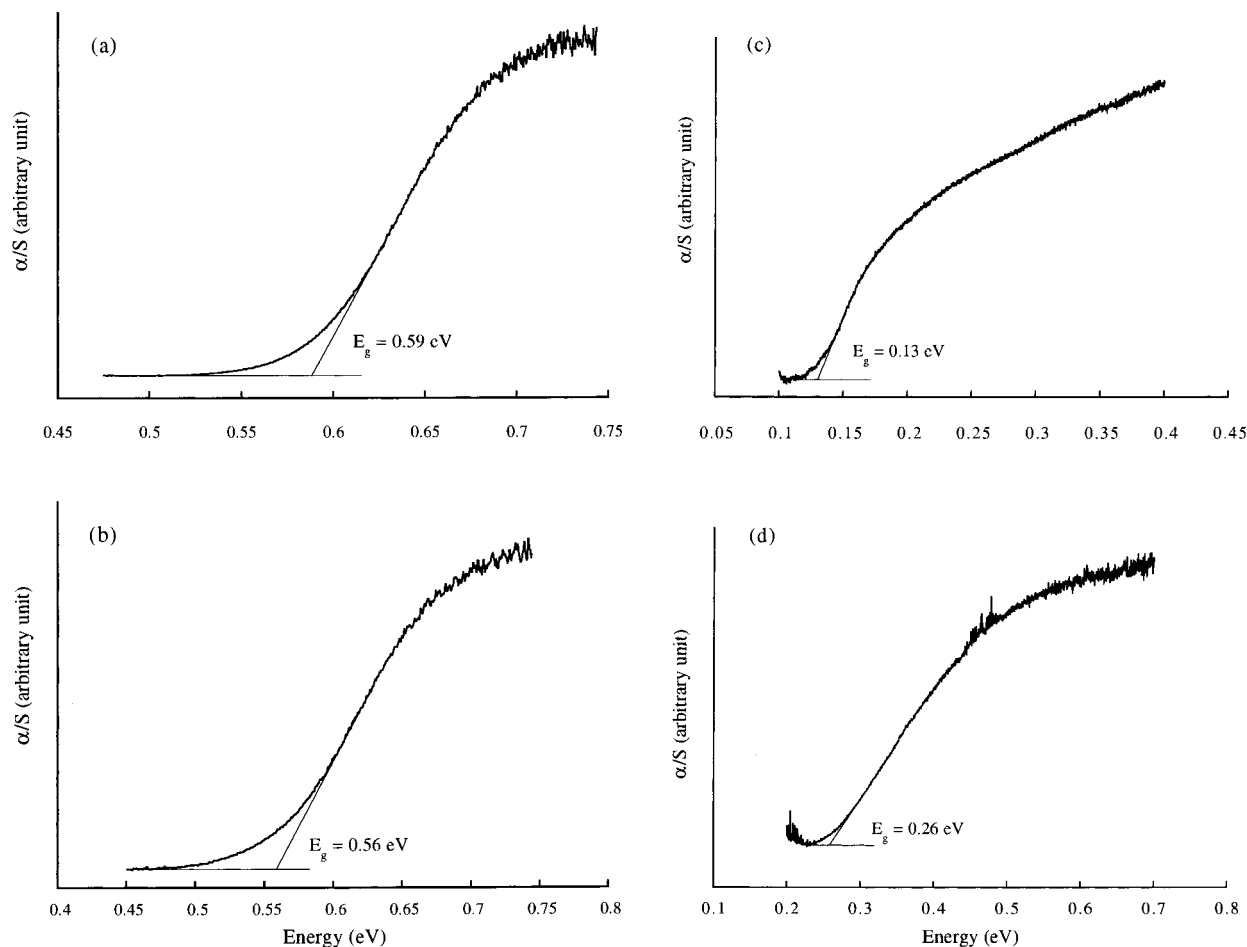 (a)
α/S (arbitrary unit)
E_g = 0.59 eV
0.45 0.5 0.55 0.6 0.65 0.7 0.75
(c)
α/S (arbitrary unit)
E_g = 0.13 eV
0.05 0.1 0.15 0.2 0.25 0.3 0.35 0.4 0.45
(b)
α/S (arbitrary unit)
E_g = 0.56 eV
0.4 0.45 0.5 0.55 0.6 0.65 0.7 0.75 0.8
Energy (eV)
(d)
α/S (arbitrary unit)
E_g = 0.26 eV
0.1 0.2 0.3 0.4 0.5 0.6 0.7 0.8
Energy (eV)